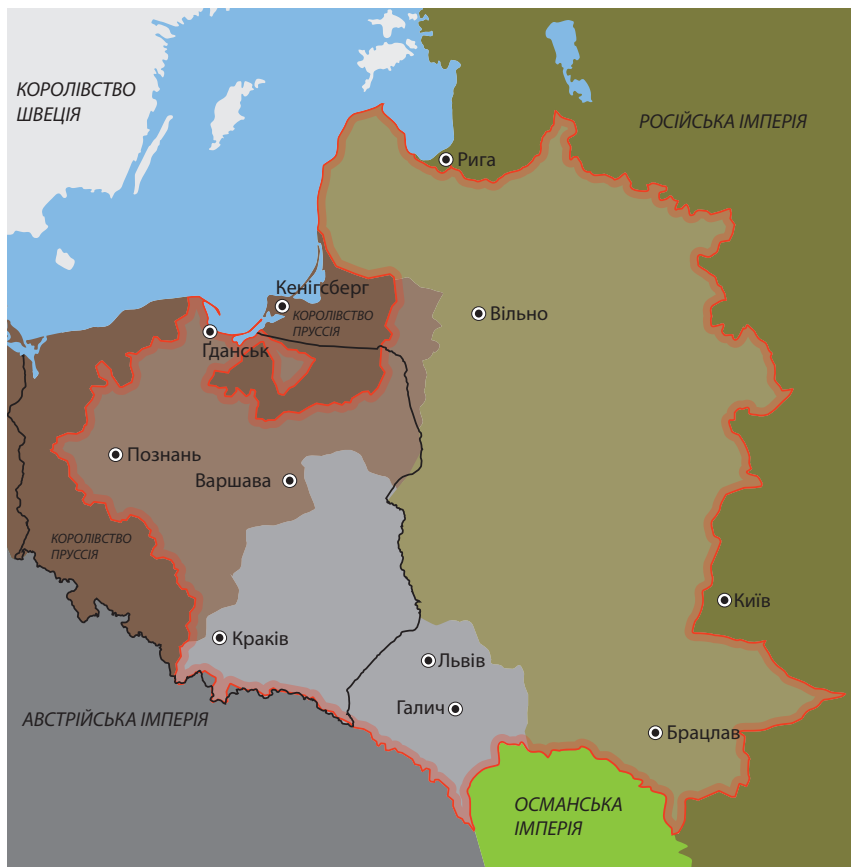 КОРОЛІВСТВО
ШВЕЦІЯ
РОСІЙСЬКА ІМПЕРІЯ
Рига
Кенігсберг
КОРОЛІВСТВО
ПРУССІЯ
Вільно
Ґданськ
Познань
Варшава
КОРОЛІВСТВО
ПРУССІЯ
Київ
Краків
Львів
Галич
АВСТРІЙСЬКА ІМПЕРІЯ
Брацлав
ОСМАНСЬКА
ІМПЕРІЯ